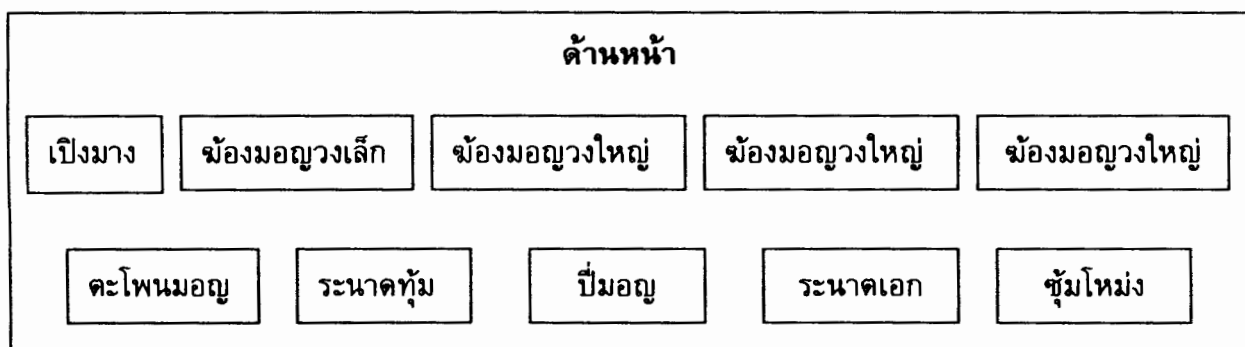 ด้านหน้า
เปิงมาง ฆ้องมอญวงเล็ก ฆ้องมอญวงใหญ่ ฆ้องมอญวงใหญ่ ฆ้องมอญวงใหญ่
ตะโพนมอญ ระนาดทุ้ม ปี่มอญ ระนาดเอก ซุ้มโหม่ง